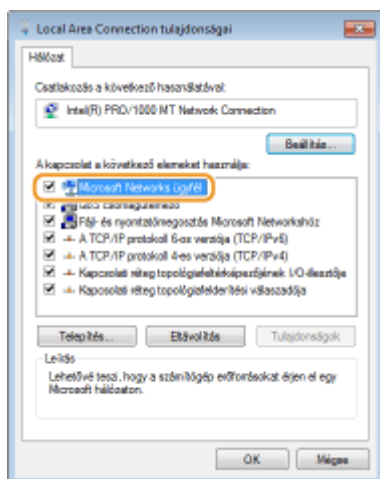 Local Area Connection tulajdonságai
Hálózat
Csatlakozás a következő használatával:
Intel(R) PRO/1000 MT Network Connection
Beállítás...
A kapcsolat a következő elemeket használja:
Microsoft Networks ügyfél
QoS csomagütemező
Fájl- és nyomtatómegosztás Microsoft Networkshöz
A TCP/IP protokoll 6-os verziója (TCP/IPv6)
A TCP/IP protokoll 4-es verziója (TCP/IPv4)
Kapcsolati réteg topológiafeltérképezőjének I/O-illesztője
Kapcsolati réteg topológiafelderítési válaszadója
Telepítés...
Eltávolítás
Tulajdonságok
Leírás
Lehetővé teszi, hogy a számítógép erőforrásokat érjen el egy
Microsoft hálózaton.
OK
Mégse